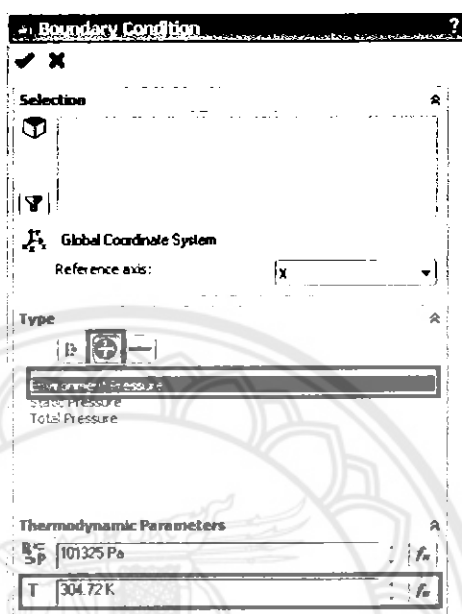 Boundary Condition ?
Selection
Global Coordinate System
Reference axis: X
Type
Environment Pressure
Static Pressure
Total Pressure
Thermodynamic Parameters
P 101325 Pa
T 304.72 K